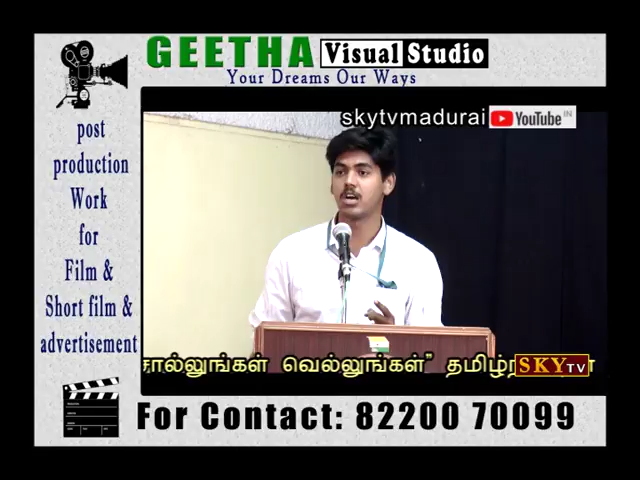 GEETHA Visual Studio
Your Dreams Our Ways
skytvmadurai YouTube IN
post
production
Work
for
Film &
Short film &
advertisement
சொல்லுங்கள் வெல்லுங்கள்" SKY TV
For Contact: 82200 70099